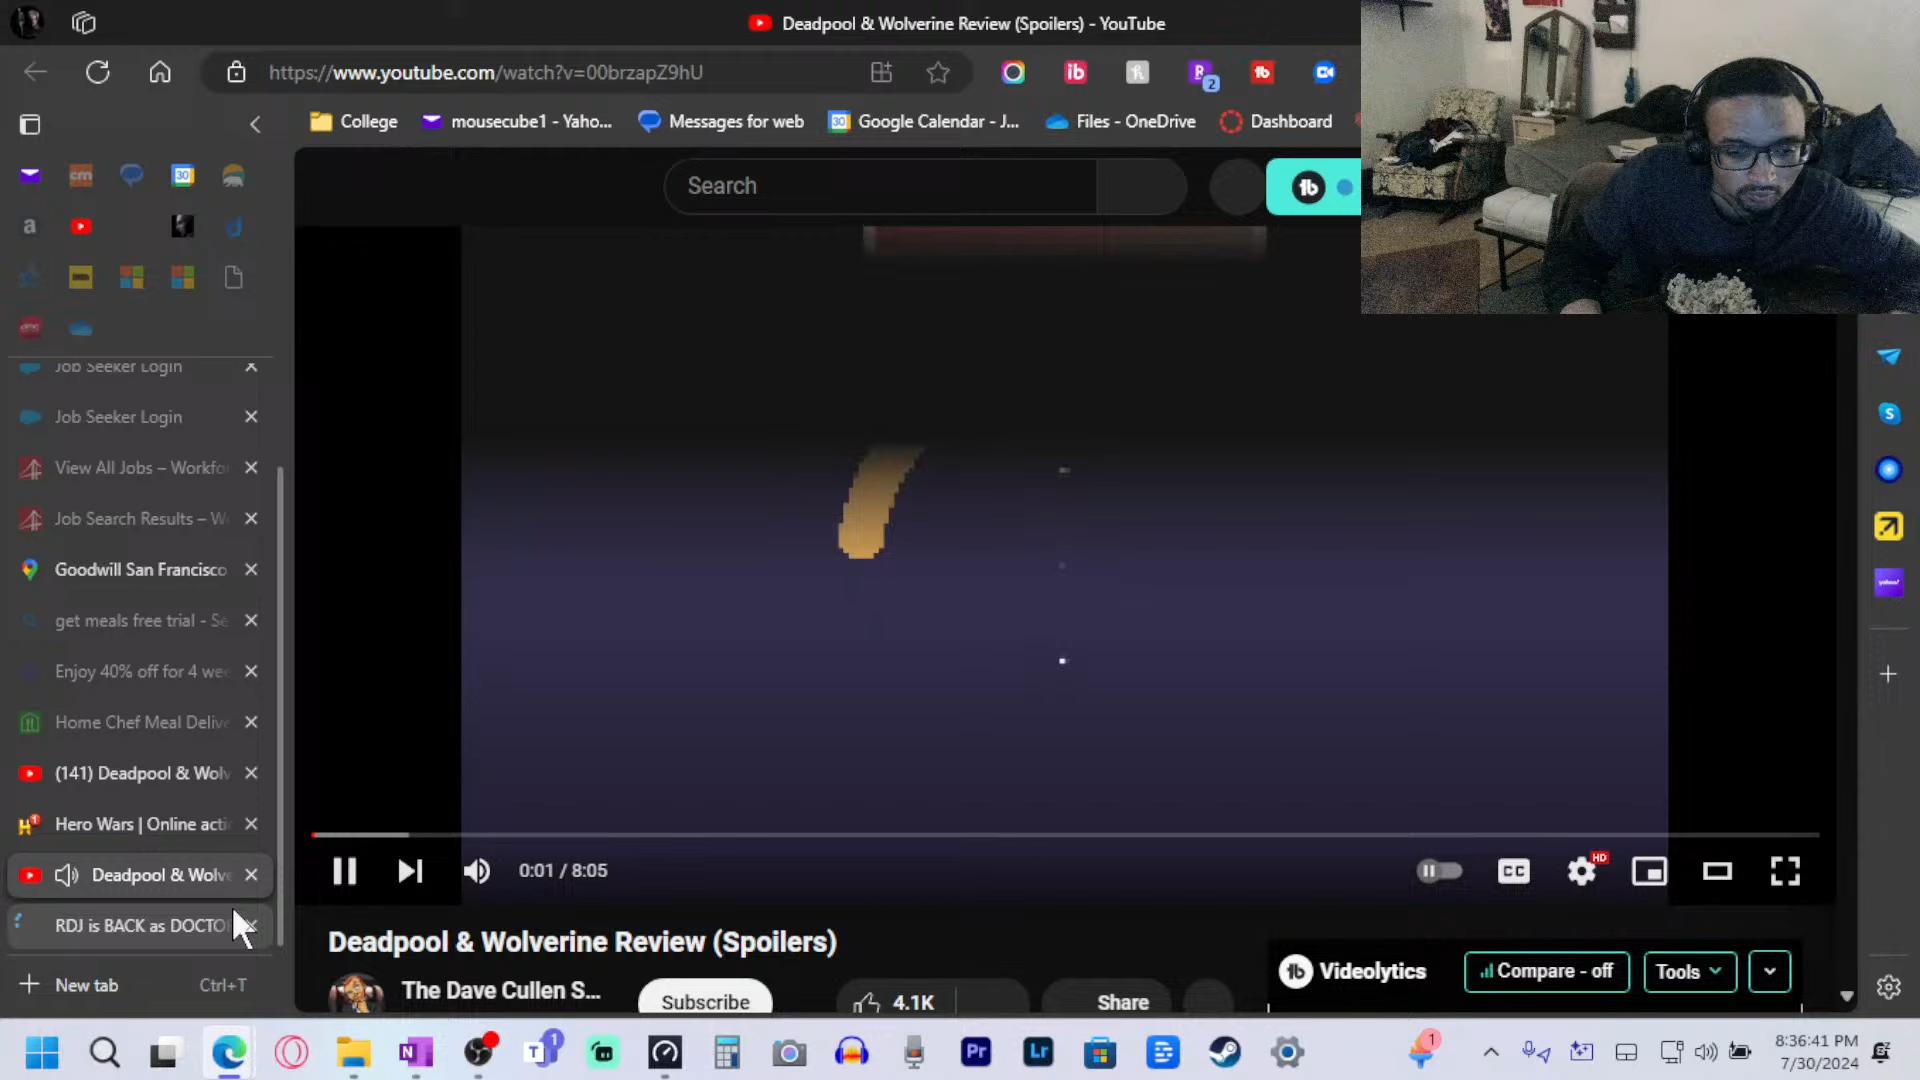 Deadpool & Wolverine Review (Spoilers) - YouTube
https://www.youtube.com/watch?v=00brzapZ9hU
College
mousecube1 - Yaho...
Messages for web
Google Calendar - J...
Files - OneDrive
Dashboard
Search
Job Seeker Login
Job Seeker Login
View All Jobs – Workfo
Job Search Results – W
Goodwill San Francisco
get meals free trial - Se
Enjoy 40% off for 4 wee
Home Chef Meal Delive
(141) Deadpool & Wolv
Hero Wars | Online acti
Deadpool & Wolve
RDJ is BACK as DOCTO
New tab Ctrl+T
0:01 / 8:05
CC
HD
Deadpool & Wolverine Review (Spoilers)
The Dave Cullen S...
Subscribe
4.1K
Share
Videolytics
Compare - off
Tools
8:36:41 PM
7/30/2024